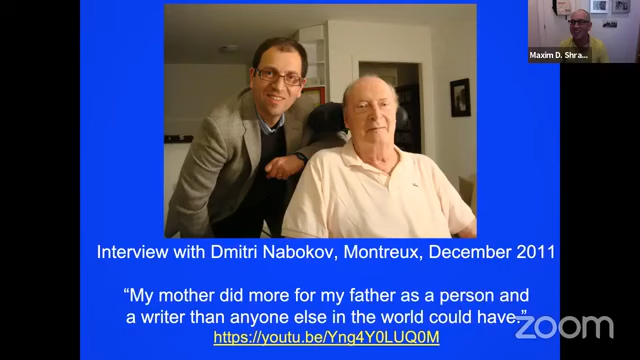 Maxim D. Shra...
Interview with Dmitri Nabokov, Montreux, December 2011
“My mother did more for my father as a person and
a writer than anyone else in the world could have.”
https://youtu.be/Yng4Y0LUQ0M
zoom